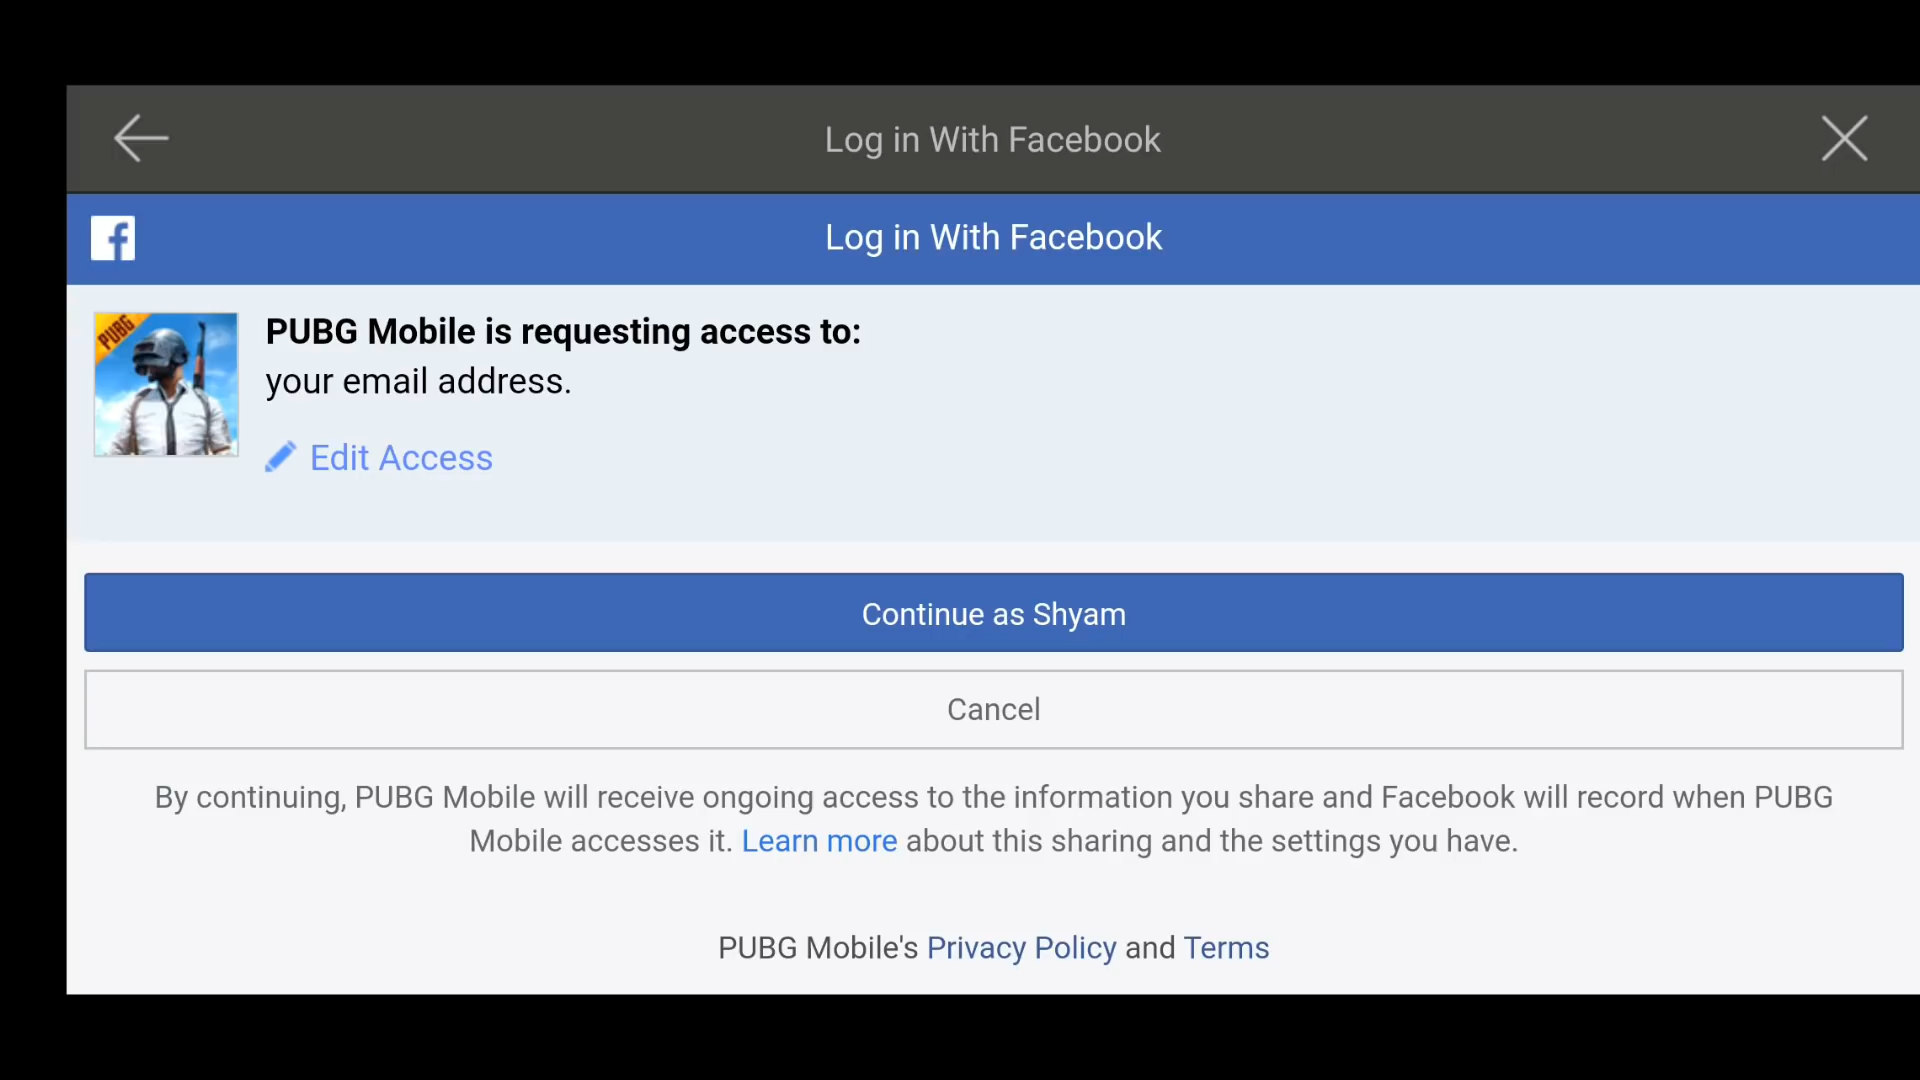 Log in With Facebook
Log in With Facebook
PUBG
PUBG Mobile is requesting access to:
your email address.
Edit Access
Continue as Shyam
Cancel
By continuing, PUBG Mobile will receive ongoing access to the information you share and Facebook will record when PUBG
Mobile accesses it. Learn more about this sharing and the settings you have.
PUBG Mobile's Privacy Policy and Terms